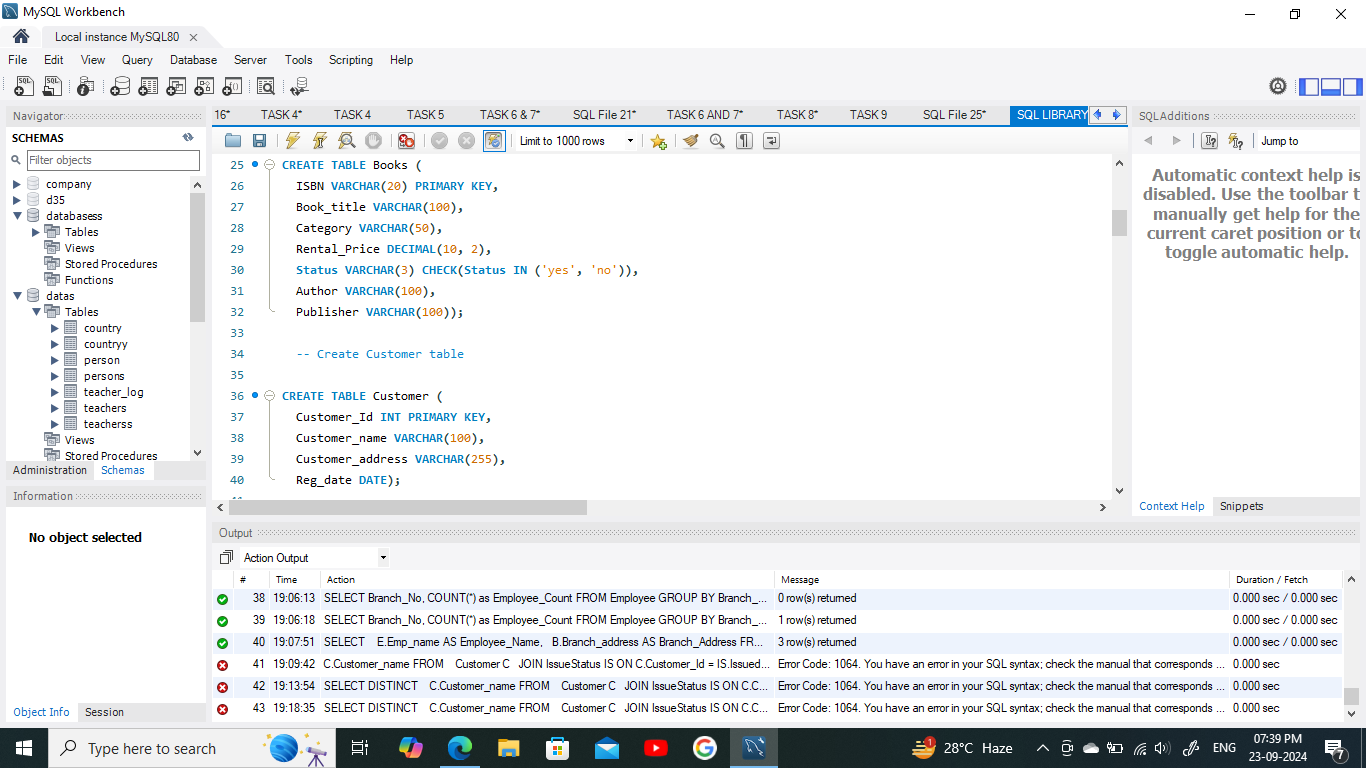 MySQL Workbench
Local instance MySQL80
File Edit View Query Database Server Tools Scripting Help
Navigator
SCHEMAS
Filter objects
company
d35
databasess
Tables
Views
Stored Procedures
Functions
datas
Tables
country
countryy
person
persons
teacher_log
teachers
teacherss
Views
Stored Procedures
Administration Schemas
Information
No object selected
Object Info Session
16* TASK 4* TASK 4 TASK 5 TASK 6 & 7* SQL File 21* TASK 6 AND 7* TASK 8* TASK 9 SQL File 25* SQL LIBRARY
Limit to 1000 rows
25 CREATE TABLE Books (
26 ISBN VARCHAR(20) PRIMARY KEY,
27 Book_title VARCHAR(100),
28 Category VARCHAR(50),
29 Rental_Price DECIMAL(10, 2),
30 Status VARCHAR(3) CHECK(Status IN ('yes', 'no')),
31 Author VARCHAR(100),
32 Publisher VARCHAR(100));
33
34 -- Create Customer table
35
36 CREATE TABLE Customer (
37 Customer_Id INT PRIMARY KEY,
38 Customer_name VARCHAR(100),
39 Customer_address VARCHAR(255),
40 Reg_date DATE);
SQLAdditions
Jump to
Automatic context help is
disabled. Use the toolbar t
manually get help for the
current caret position or to
toggle automatic help.
Context Help Snippets
Output
Action Output
# Time Action Message Duration / Fetch
38 19:06:13 SELECT Branch_No, COUNT(*) as Employee_Count FROM Employee GROUP BY Branch_... 0 row(s) returned 0.000 sec / 0.000 sec
39 19:06:18 SELECT Branch_No, COUNT(*) as Employee_Count FROM Employee GROUP BY Branch_... 1 row(s) returned 0.000 sec / 0.000 sec
40 19:07:51 SELECT E.Emp_name AS Employee_Name, B.Branch_address AS Branch_Address FR... 3 row(s) returned 0.000 sec / 0.000 sec
41 19:09:42 C.Customer_name FROM Customer C JOIN IssueStatus IS ON C.Customer_Id = IS.Issued... Error Code: 1064. You have an error in your SQL syntax; check the manual that corresponds ... 0.000 sec
42 19:13:54 SELECT DISTINCT C.Customer_name FROM Customer C JOIN IssueStatus IS ON C.C... Error Code: 1064. You have an error in your SQL syntax; check the manual that corresponds ... 0.000 sec
43 19:18:35 SELECT DISTINCT C.Customer_name FROM Customer C JOIN IssueStatus IS ON C.C... Error Code: 1064. You have an error in your SQL syntax; check the manual that corresponds ... 0.000 sec
Type here to search
1
28°C Haze
ENG
07:39 PM
23-09-2024
7